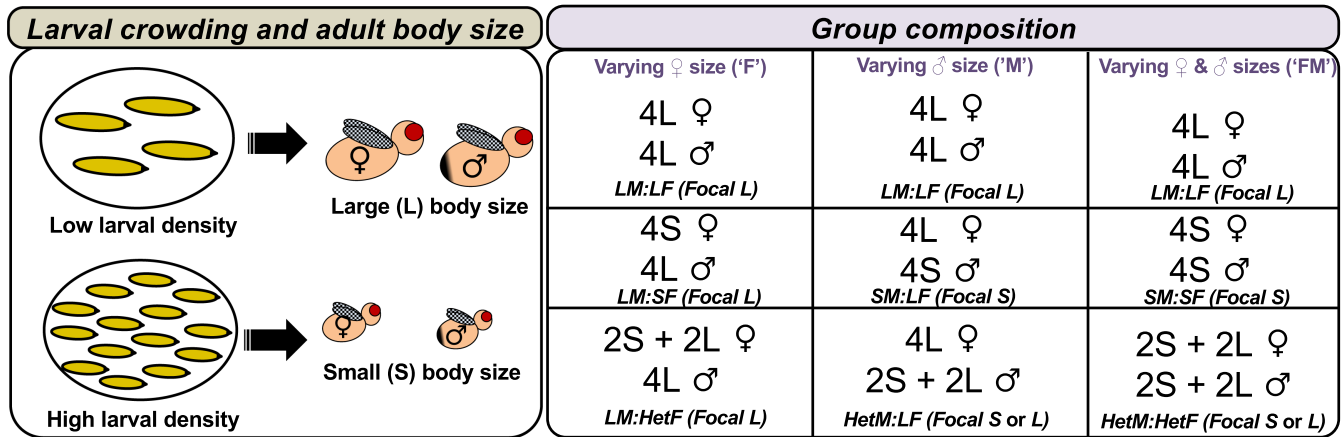 Larval crowding and adult body size
Low larval density
♀
♂
Large (L) body size
High larval density
♀
♂
Small (S) body size
Group composition
Varying ♀ size (‘F’)
Varying ♂ size (’M’)
Varying ♀ & ♂ sizes (‘FM’)
4L ♀
4L ♂
LM:LF (Focal L)
4L ♀
4L ♂
LM:LF (Focal L)
4L ♀
4L ♂
LM:LF (Focal L)
4S ♀
4L ♂
LM:SF (Focal L)
4L ♀
4S ♂
SM:LF (Focal S)
4S ♀
4S ♂
SM:SF (Focal S)
2S + 2L ♀
4L ♂
LM:HetF (Focal L)
4L ♀
2S + 2L ♂
HetM:LF (Focal S or L)
2S + 2L ♀
2S + 2L ♂
HetM:HetF (Focal S or L)